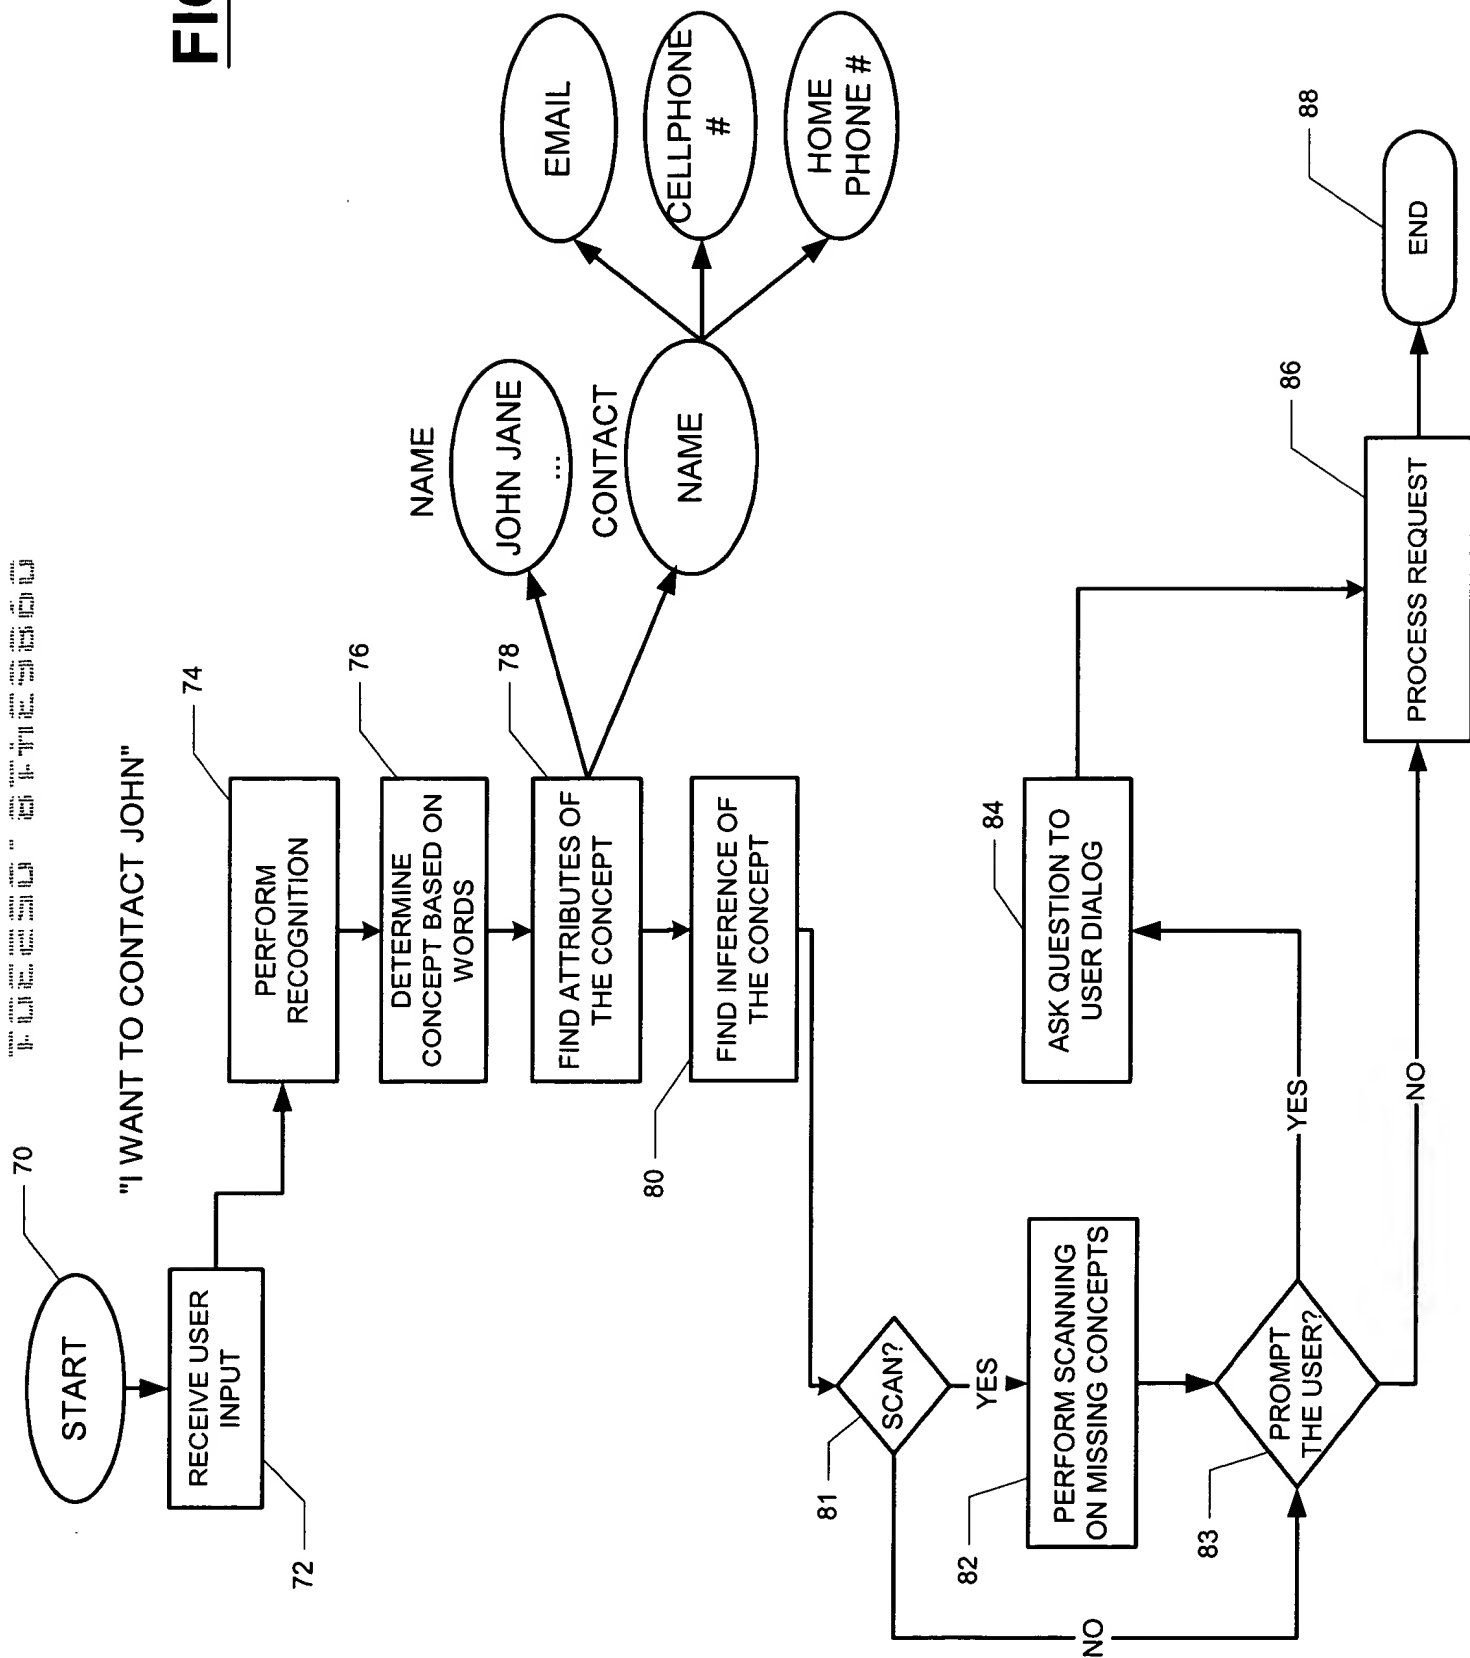 FIG
70
START
"I WANT TO CONTACT JOHN"
RECEIVE USER
INPUT
72
74
PERFORM
RECOGNITION
76
DETERMINE
CONCEPT BASED ON
WORDS
78
FIND ATTRIBUTES OF
THE CONCEPT
80
FIND INFERENCE OF
THE CONCEPT
NAME
JOHN JANE
...
CONTACT
NAME
EMAIL
CELLPHONE
#
HOME
PHONE #
81
SCAN?
YES
NO
82
PERFORM SCANNING
ON MISSING CONCEPTS
83
PROMPT
THE USER?
YES
NO
84
ASK QUESTION TO
USER DIALOG
86
PROCESS REQUEST
88
END